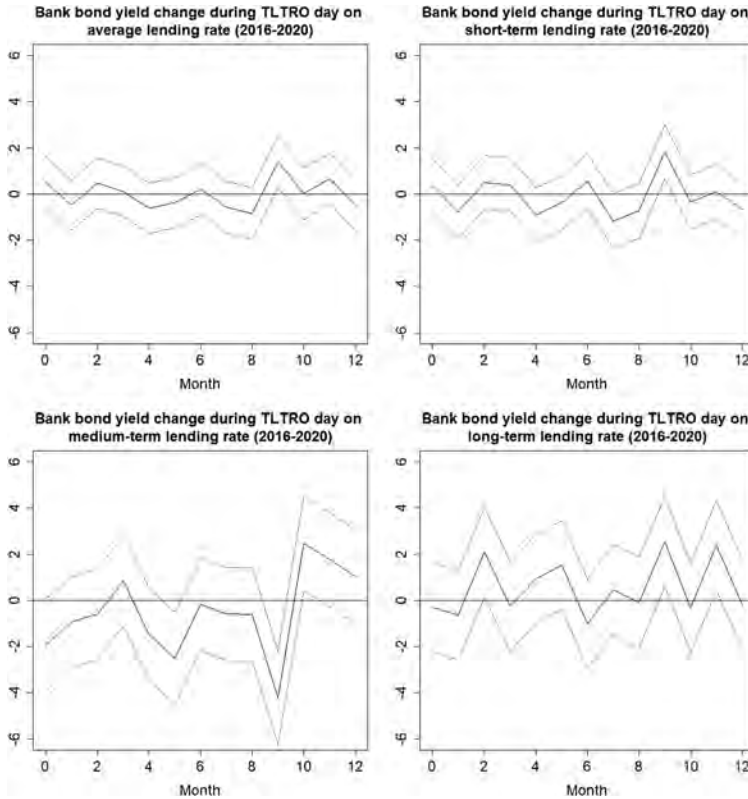 Bank bond yield change during TLTRO day on
average lending rate (2016-2020)
6
4
2
0
-2
-4
-6
0 2 4 6 8 10 12
Month
Bank bond yield change during TLTRO day on
short-term lending rate (2016-2020)
6
4
2
0
-2
-4
-6
0 2 4 6 8 10 12
Month
Bank bond yield change during TLTRO day on
medium-term lending rate (2016-2020)
6
4
2
0
-2
-4
-6
0 2 4 6 8 10 12
Month
Bank bond yield change during TLTRO day on
long-term lending rate (2016-2020)
6
4
2
0
-2
-4
-6
0 2 4 6 8 10 12
Month